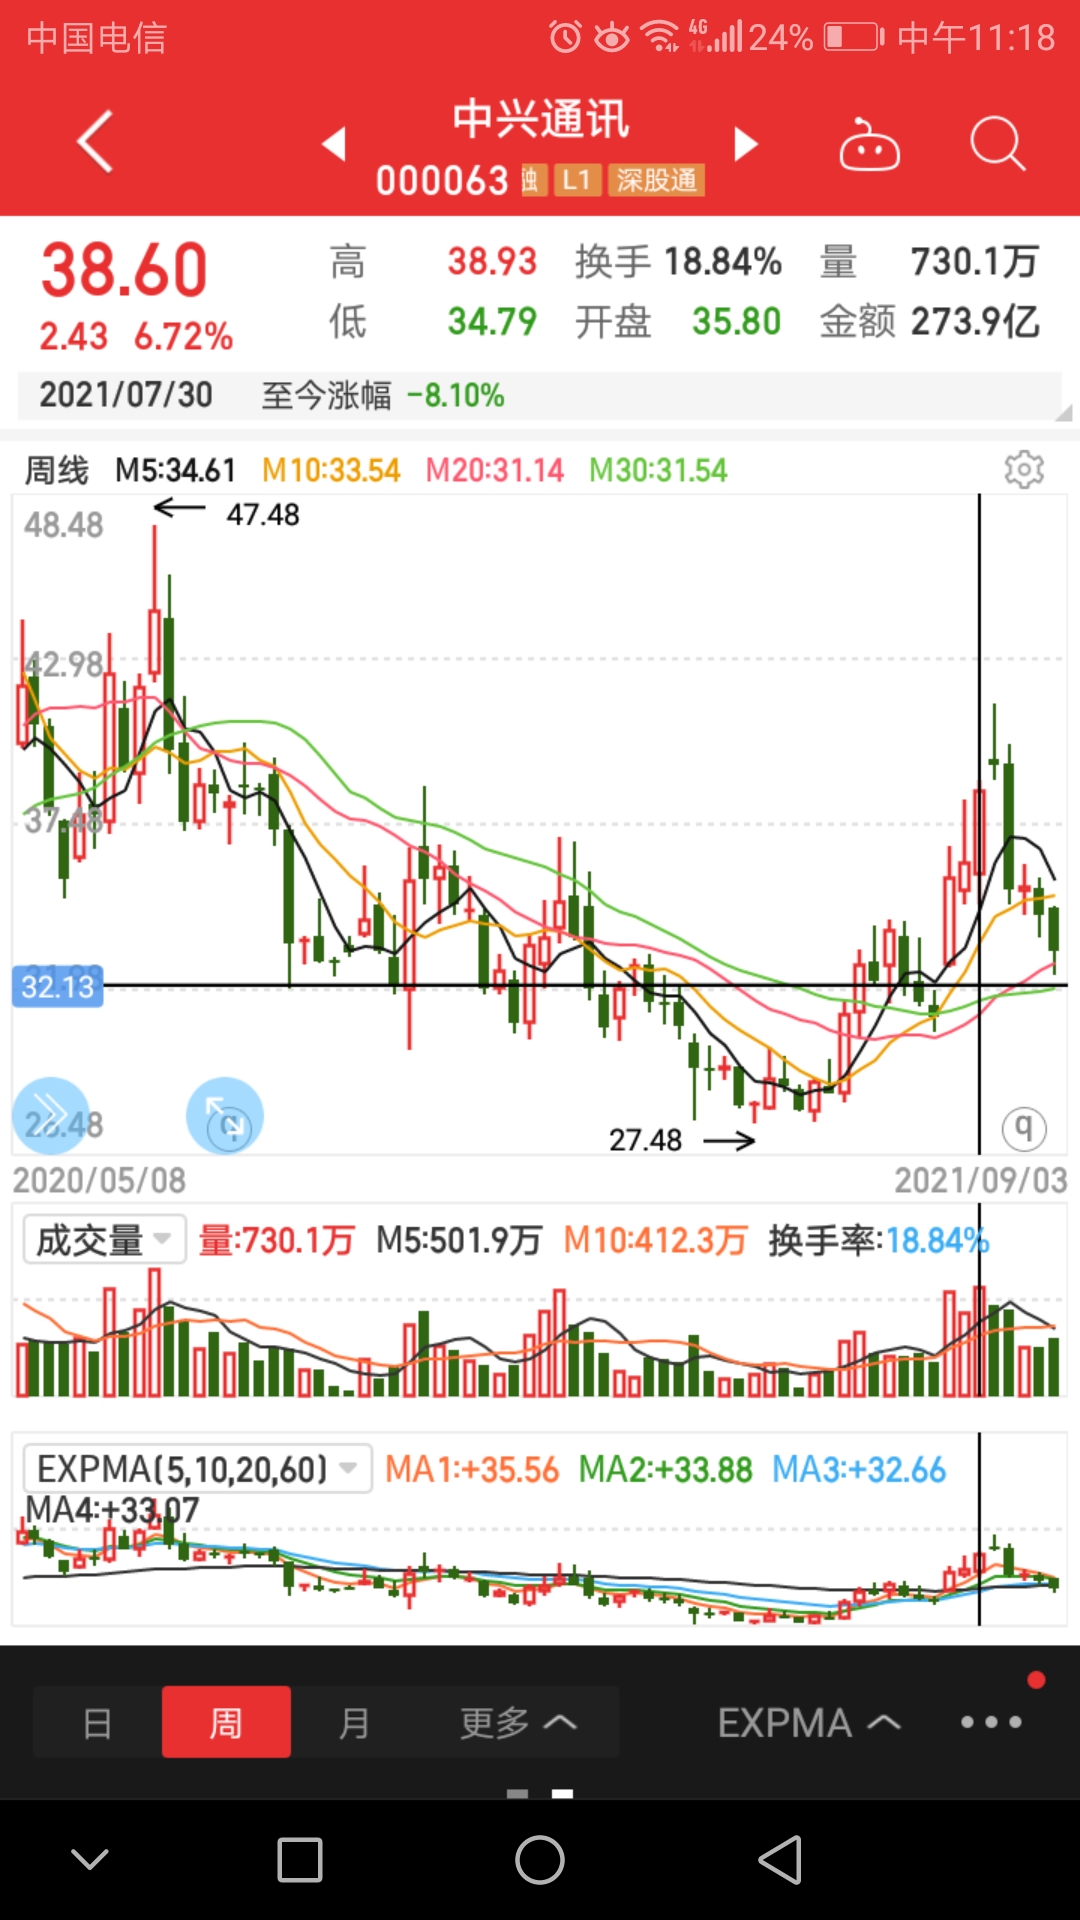 中国电信 4G 24% 中午11:18
中兴通讯
000063 融 L1 深股通
38.60 高 38.93 换手 18.84% 量 730.1万
2.43 6.72% 低 34.79 开盘 35.80 金额 273.9亿
2021/07/30 至今涨幅 -8.10%
周线 M5:34.61 M10:33.54 M20:31.14 M30:31.54
48.48 47.48
42.98
37.48
32.13
27.48
26.48 q q
2020/05/08 2021/09/03
成交量 量:730.1万 M5:501.9万 M10:412.3万 换手率:18.84%
EXPMA(5,10,20,60) MA1:+35.56 MA2:+33.88 MA3:+32.66
MA4:+33.07
日 周 月 更多 EXPMA